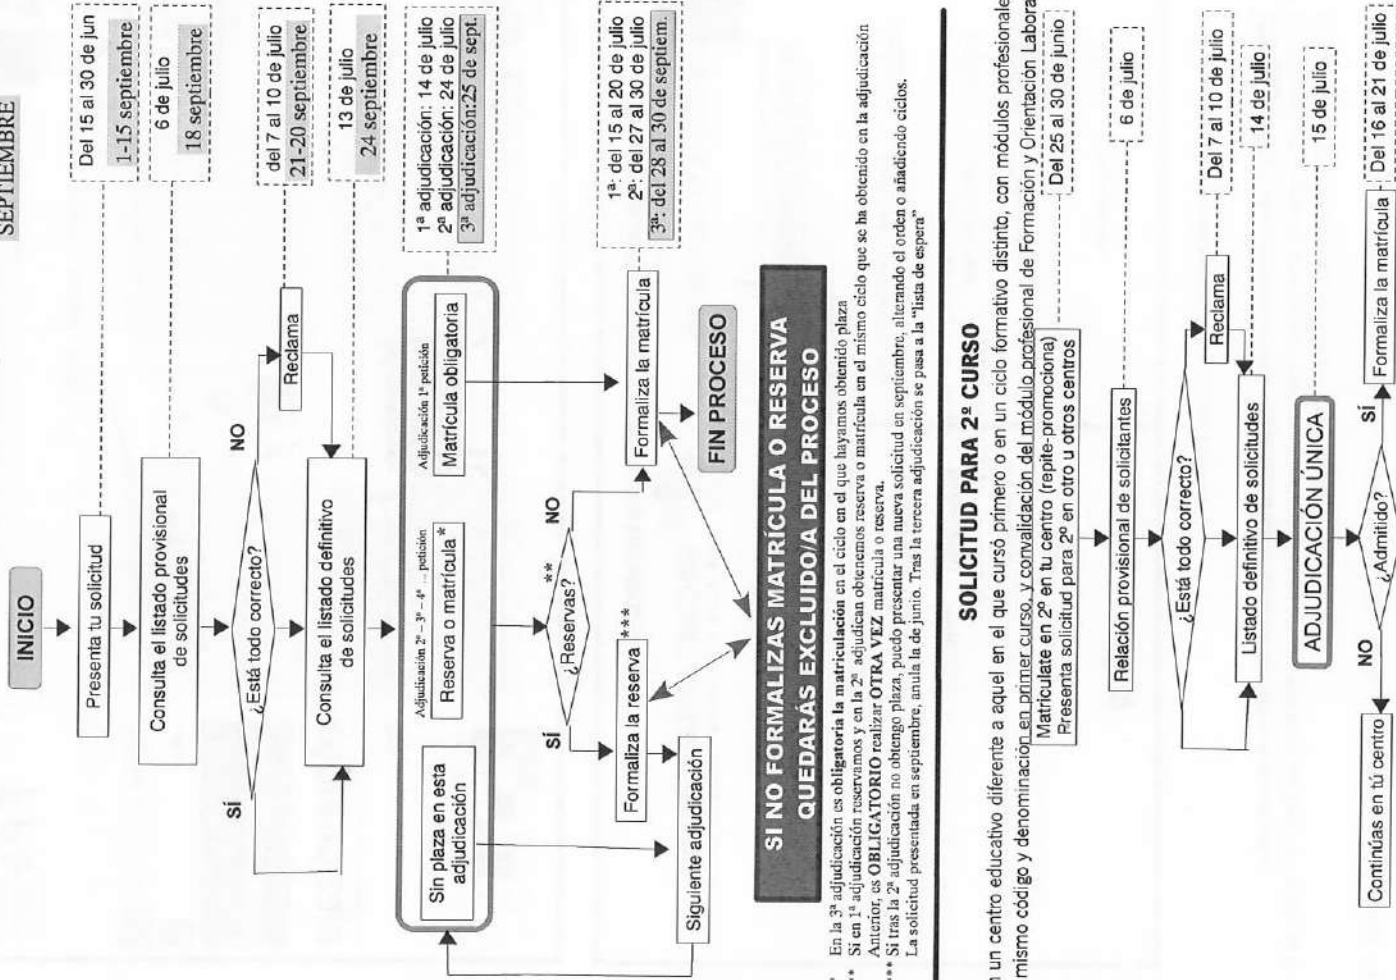 SEPTIEMBRE
INICIO
Presenta tu solicitud
Del 15 al 30 de jun
1-15 septiembre
Consulta el listado provisional
de solicitudes
6 de julio
18 septiembre
¿Está todo correcto?
SÍ
NO
Reclama
del 7 al 10 de julio
21-20 septiembre
Consulta el listado definitivo
de solicitudes
13 de julio
24 septiembre
Sin plaza en esta
adjudicación
Adjudicación 2ª – 3ª – 4ª ... petición
Reserva o matrícula*
Adjudicación 1ª petición
Matrícula obligatoria
1ª adjudicación: 14 de julio
2ª adjudicación: 24 de julio
3ª adjudicación:25 de sept.
¿Reservas?**
SÍ
NO
Formaliza la reserva***
Formaliza la matrícula
1ª: del 15 al 20 de julio
2ª: del 27 al 30 de julio
3ª: del 28 al 30 de septiem.
Siguiente adjudicación
FIN PROCESO
SI NO FORMALIZAS MATRÍCULA O RESERVA
QUEDARÁS EXCLUIDO/A DEL PROCESO
* En la 3ª adjudicación es obligatoria la matriculación en el ciclo en el que hayamos obtenido plaza
** Si en 1ª adjudicación reservamos y en la 2ª adjudican obtenemos reserva o matrícula en el mismo ciclo que se ha obtenido en la adjudicación
Anterior, es OBLIGATORIO realizar OTRA VEZ matrícula o reserva.
*** Si tras la 2ª adjudicación no obtengo plaza, puedo presentar una nueva solicitud en septiembre, alterando el orden o añadiendo ciclos.
La solicitud presentada en septiembre, anula la de junio. Tras la tercera adjudicación se pasa a la "lista de espera"
SOLICITUD PARA 2º CURSO
un centro educativo diferente a aquel en el que cursó primero o en un ciclo formativo distinto, con módulos profesionale
mismo código y denominación en primer curso, y convalidación del módulo profesional de Formación y Orientación Labora
Matriculate en 2º en tu centro (repite-promociona)
Presenta solicitud para 2º en otro u otros centros
Del 25 al 30 de junio
Relación provisional de solicitantes
6 de julio
¿Está todo correcto?
Reclama
Del 7 al 10 de julio
Listado definitivo de solicitudes
14 de julio
ADJUDICACIÓN ÚNICA
15 de julio
¿Admitido?
NO
SÍ
Continúas en tú centro
Formaliza la matrícula
Del 16 al 21 de julio